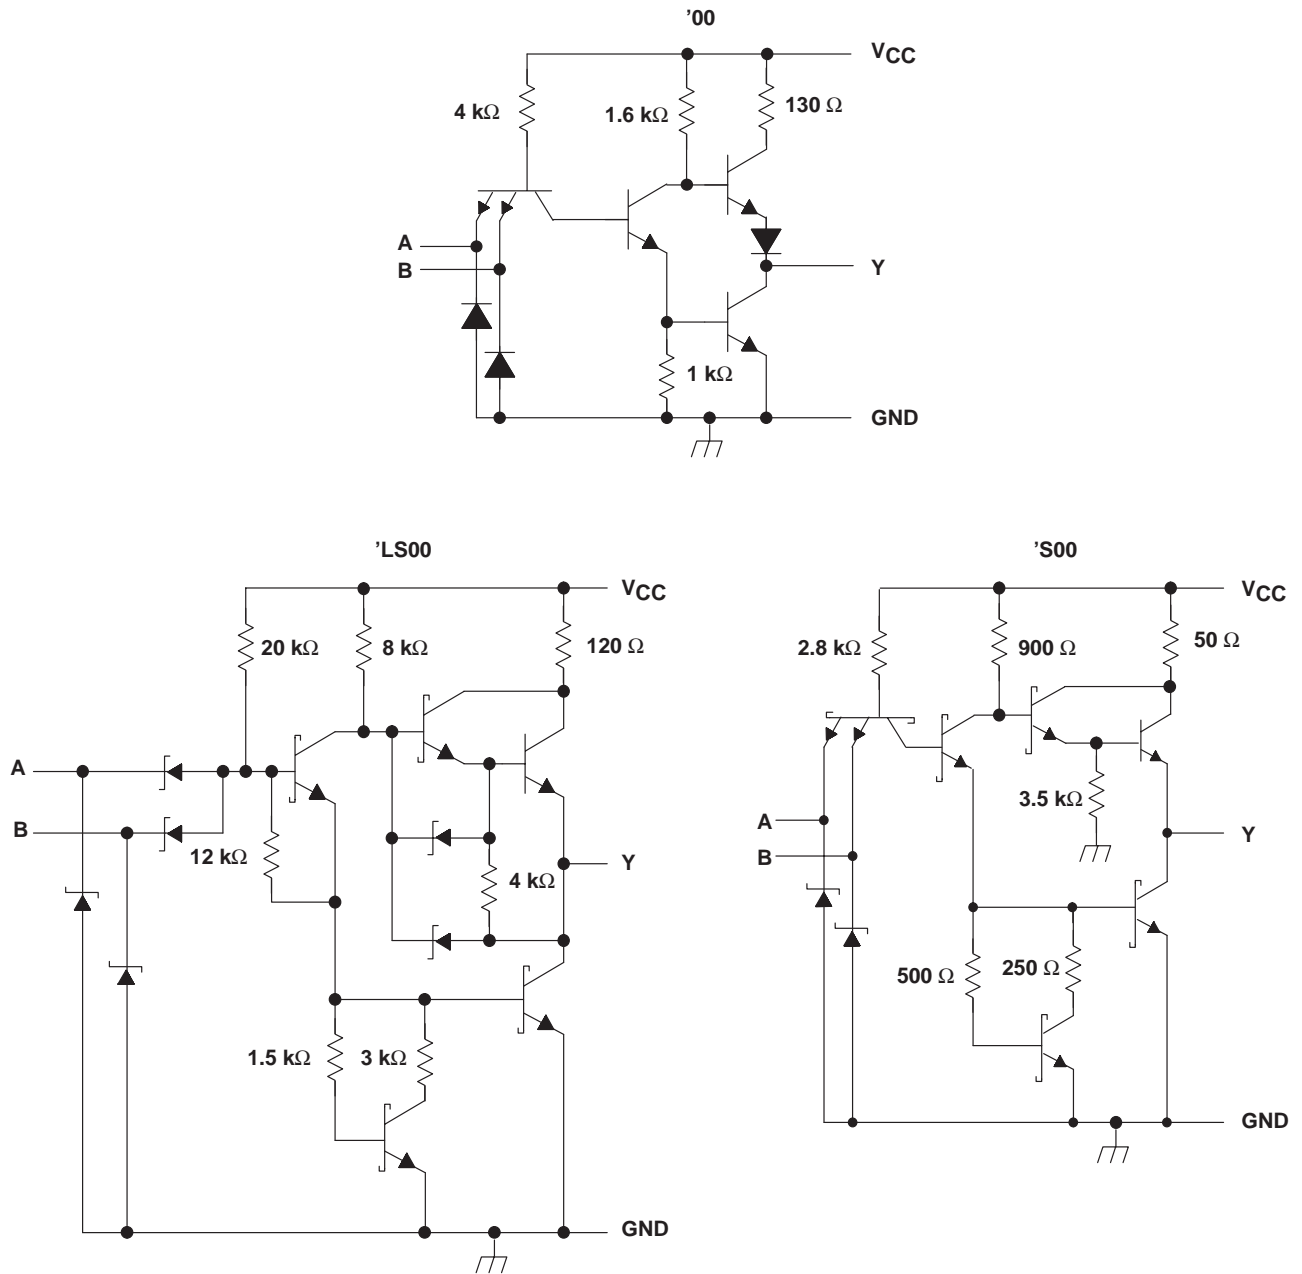 ’00
VCC
4 kΩ
1.6 kΩ
130 Ω
A
B
Y
1 kΩ
GND
’LS00
VCC
20 kΩ
8 kΩ
120 Ω
A
B
12 kΩ
Y
4 kΩ
1.5 kΩ
3 kΩ
GND
’S00
VCC
2.8 kΩ
900 Ω
50 Ω
3.5 kΩ
A
B
Y
500 Ω
250 Ω
GND